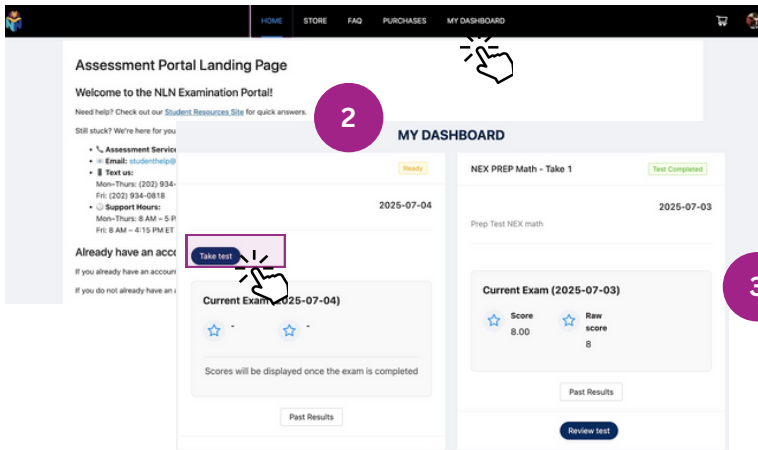 HOME STORE FAQ PURCHASES MY DASHBOARD
Assessment Portal Landing Page
Welcome to the NLN Examination Portal!
Need help? Check out our Student Resources Site for quick answers.
Still stuck? We're here for you
Assessment Service
Email: studenthelp@
Text us:
Mon–Thurs: (202) 934-
Fri: (202) 934-0818
Support Hours:
Mon–Thurs: 8 AM – 5 P
Fri: 8 AM – 4:15 PM ET
Already have an acco
If you already have an accoun
If you do not already have an
2
MY DASHBOARD
Ready
2025-07-04
Take test
Current Exam (2025-07-04)
- -
Scores will be displayed once the exam is completed
Past Results
NEX PREP Math - Take 1
Test Completed
2025-07-03
Prep Test NEX math
Current Exam (2025-07-03)
Score
8.00
Raw
score
8
Past Results
Review test
3